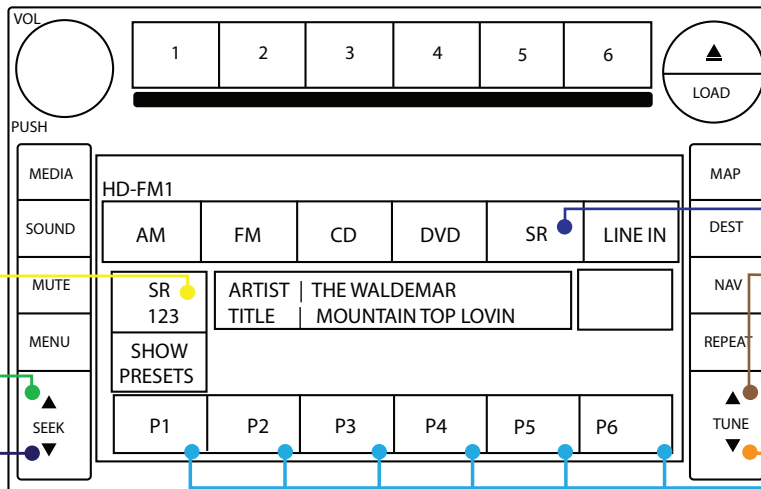 VOL
1 2 3 4 5 6
LOAD
PUSH
MEDIA
SOUND
MUTE
MENU
SEEK
HD-FM1
AM FM CD DVD SR LINE IN
SR
123
ARTIST | THE WALDEMAR
TITLE | MOUNTAIN TOP LOVIN
SHOW
PRESETS
P1 P2 P3 P4 P5 P6
MAP
DEST
NAV
REPEAT
TUNE